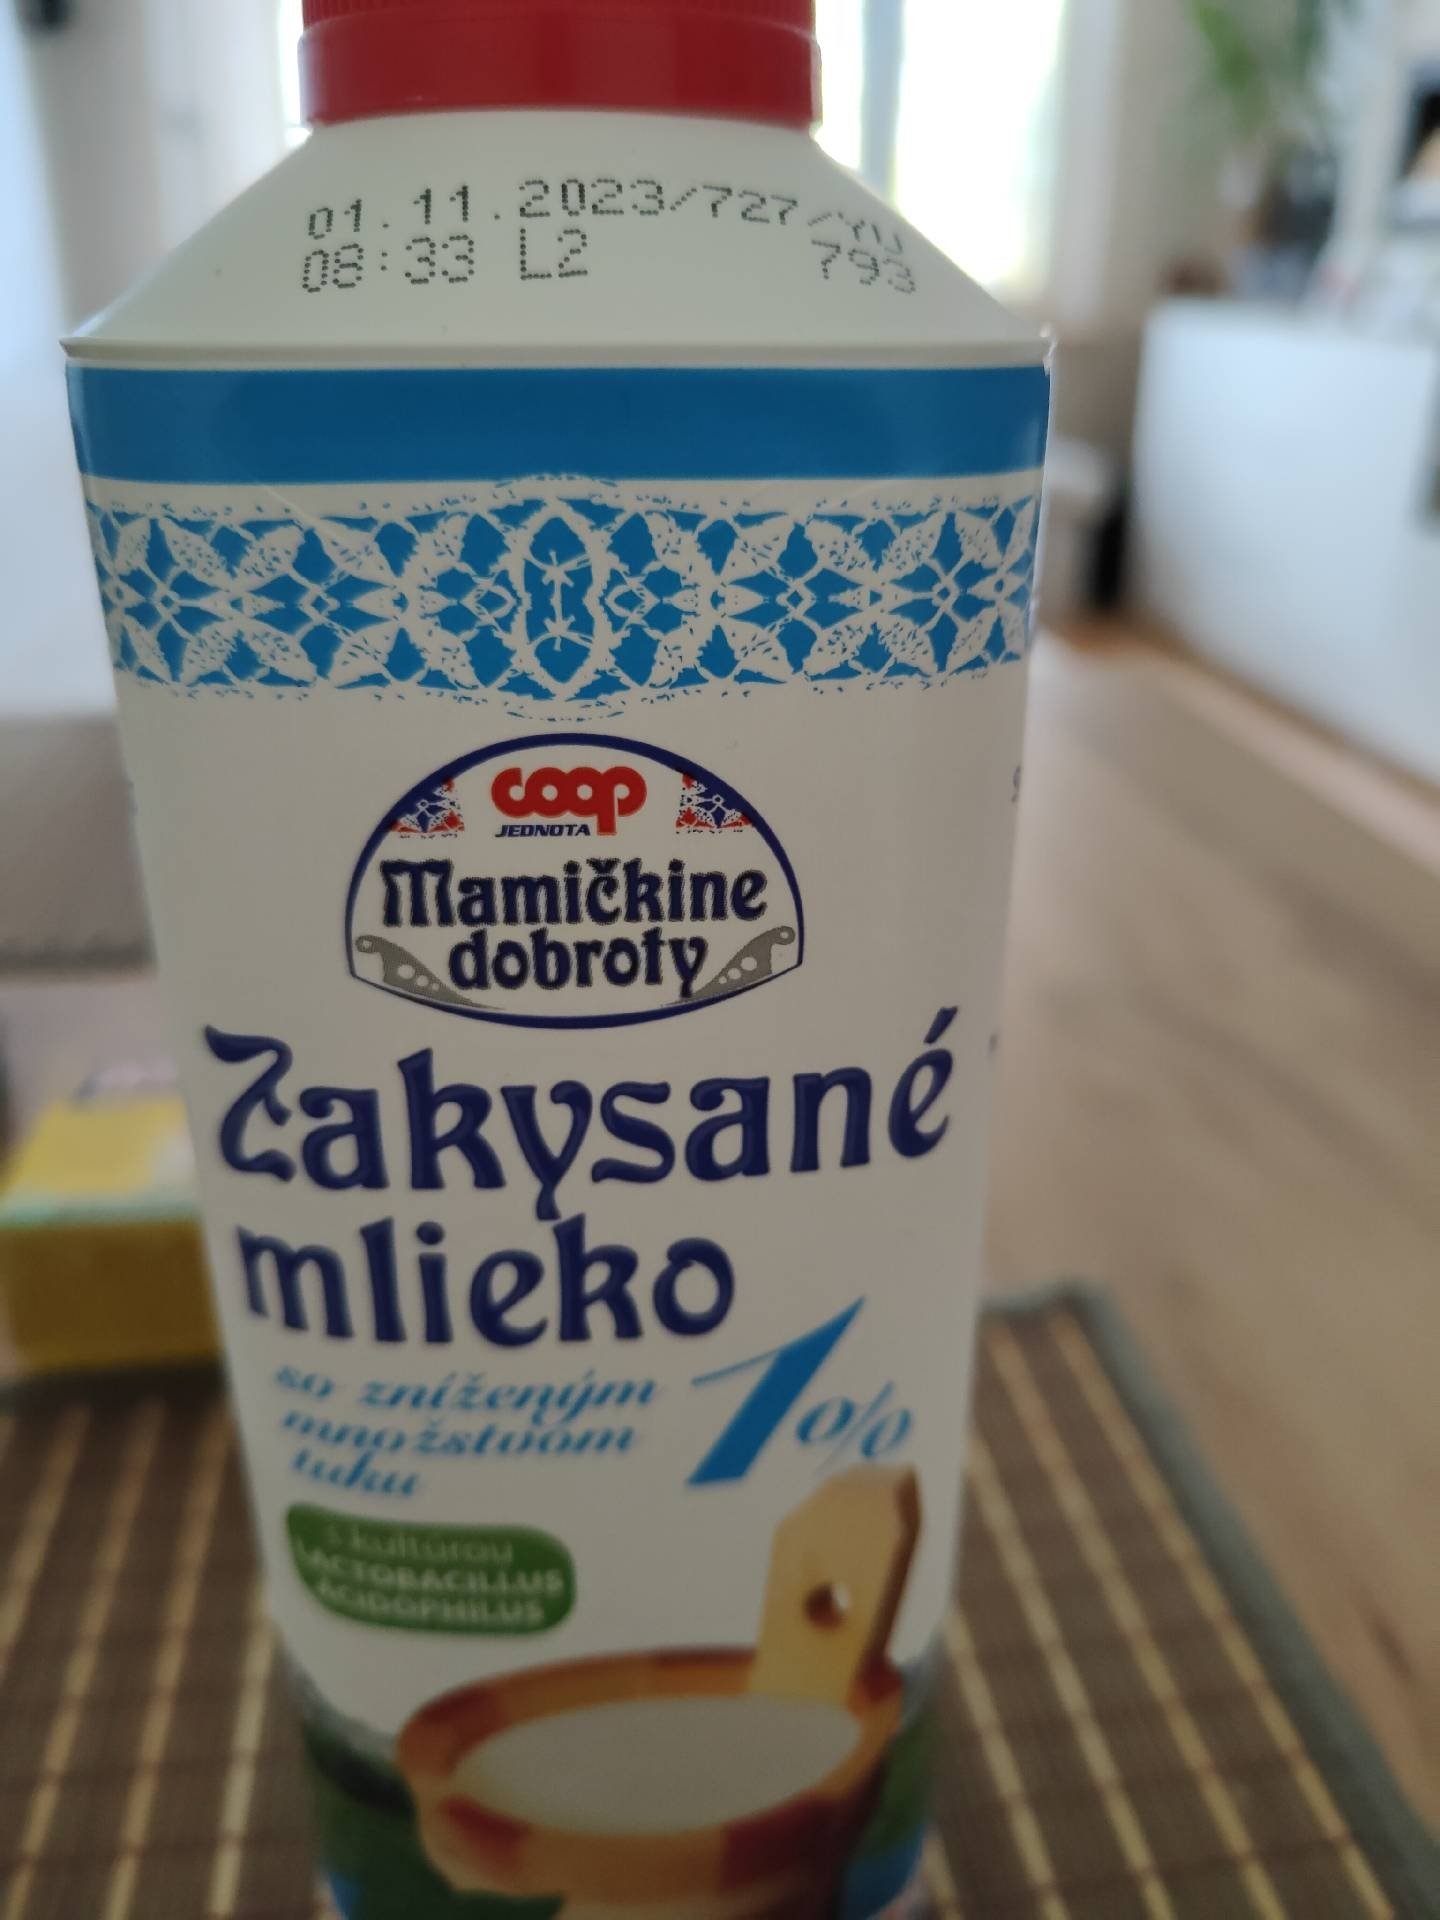 01.11.2023/727/YU
08:33 L2 793
coop
JEDNOTA
Mamičkine
dobroty
Zakysané
mlieko
so zníženým
množstvom
tuku
1%
s kultúrou
LACTOBACILLUS
ACIDOPHILUS